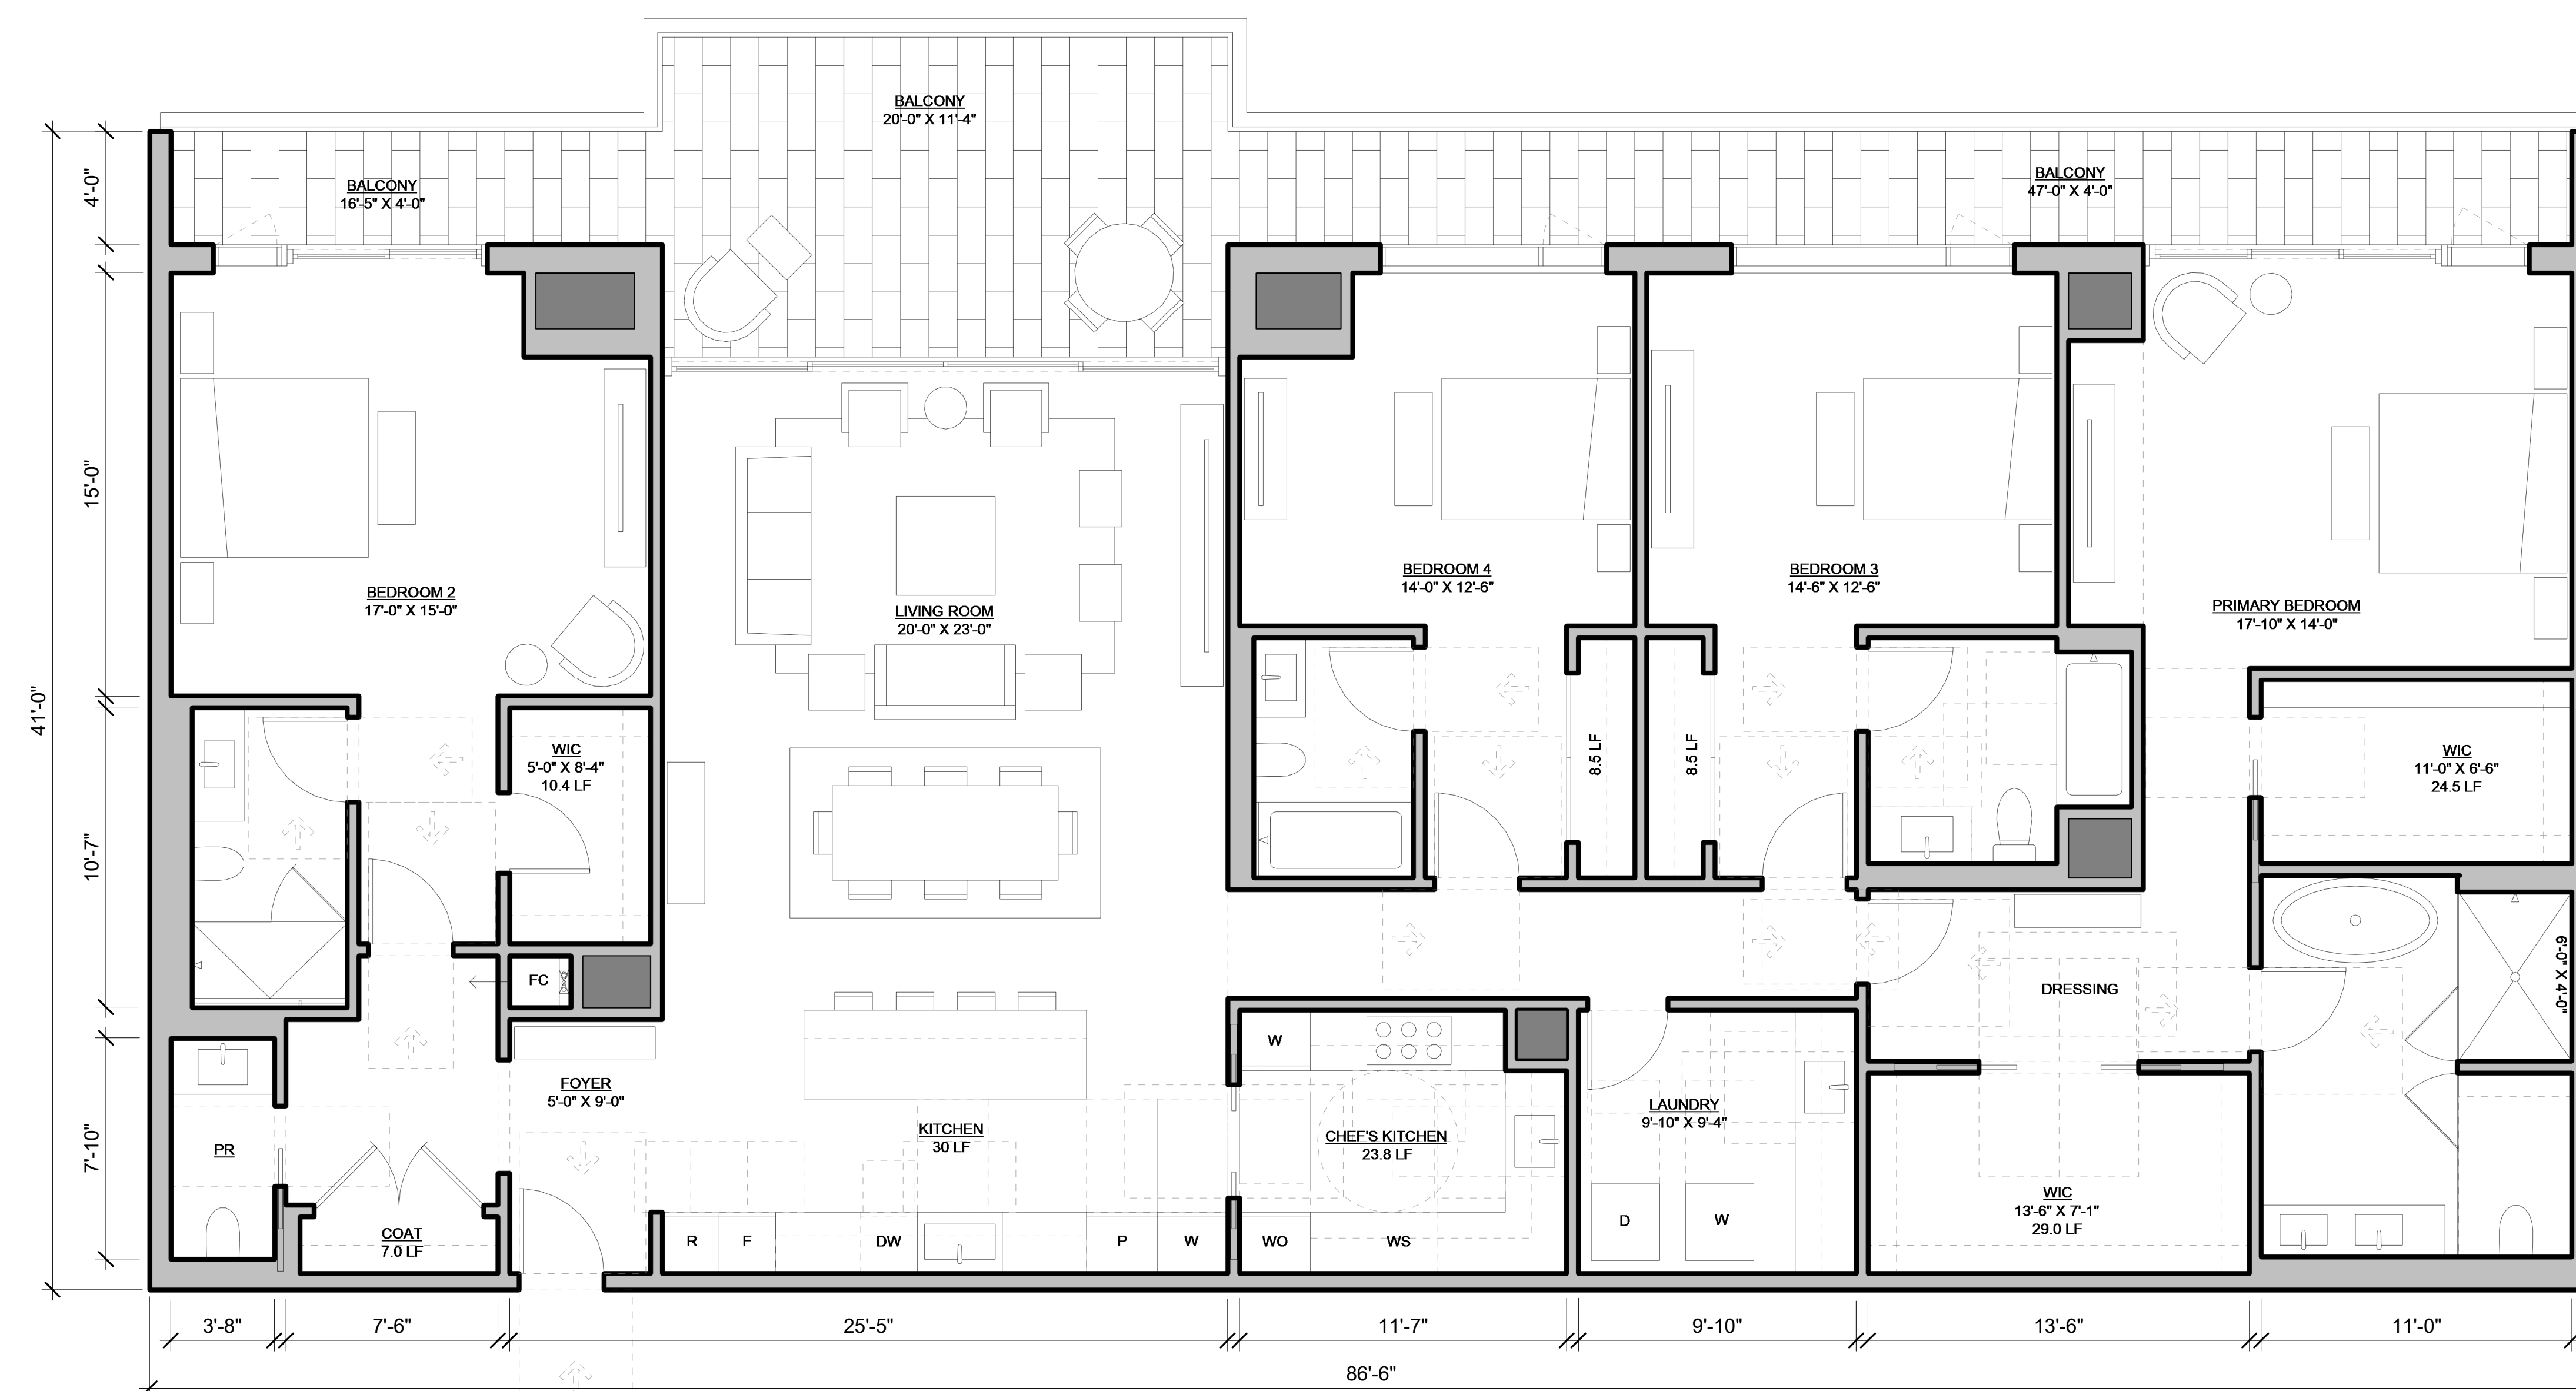 BALCONY
20'-0" X 11'-4"
BALCONY
16'-5" X 4'-0"
BALCONY
47'-0" X 4'-0"
4'-0"
15'-0"
41'-0"
10'-7"
7'-10"
BEDROOM 2
17'-0" X 15'-0"
LIVING ROOM
20'-0" X 23'-0"
BEDROOM 4
14'-0" X 12'-6"
BEDROOM 3
14'-6" X 12'-6"
PRIMARY BEDROOM
17'-10" X 14'-0"
WIC
5'-0" X 8'-4"
10.4 LF
8.5 LF
8.5 LF
WIC
11'-0" X 6'-6"
24.5 LF
FC
DRESSING
6'-0" X 4'-0"
W
FOYER
5'-0" X 9'-0"
KITCHEN
30 LF
CHEF'S KITCHEN
23.8 LF
LAUNDRY
9'-10" X 9'-4"
PR
COAT
7.0 LF
WIC
13'-6" X 7'-1"
29.0 LF
R
F
DW
P
W
WO
WS
D
W
3'-8"
7'-6"
25'-5"
11'-7"
9'-10"
13'-6"
11'-0"
86'-6"